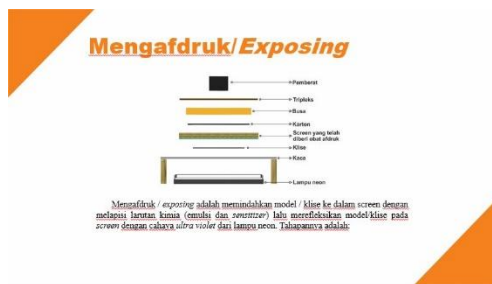 Mengafdruk/Exposing
Pemberat
Tripleks
Busa
Karton
Screen yang telah
diberi obat afdruk
Klise
Kaca
Lampu neon
Mengafdruk / exposing adalah memindahkan model / klise ke dalam screen dengan
melapisi larutan kimia (emulsi dan sensitizer) lalu merefleksikan model/klise pada
screen dengan cahaya ultra violet dari lampu neon. Tahapannya adalah: